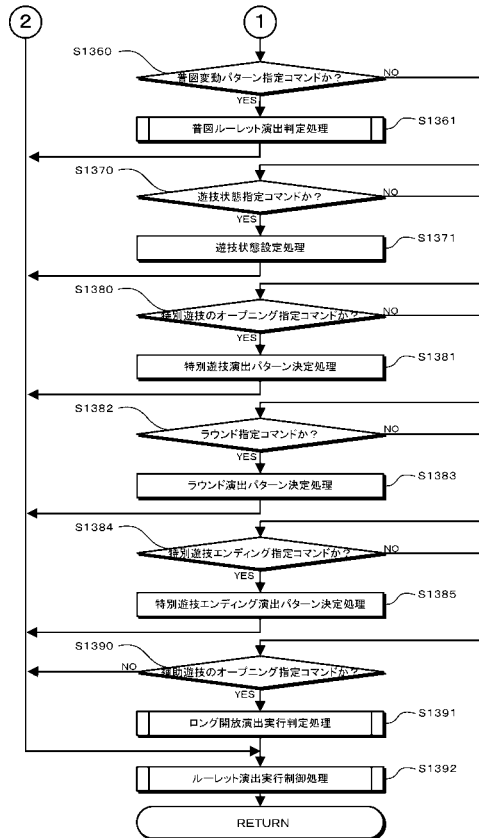 2
1
S1360
普図変動パターン指定コマンドか？
NO
YES
普図ルーレット演出判定処理
S1361
S1370
遊技状態指定コマンドか？
NO
YES
遊技状態設定処理
S1371
S1380
特別遊技のオープニング指定コマンドか？
NO
YES
特別遊技演出パターン決定処理
S1381
S1382
ラウンド指定コマンドか？
NO
YES
ラウンド演出パターン決定処理
S1383
S1384
特別遊技エンディング指定コマンドか？
NO
YES
特別遊技エンディング演出パターン決定処理
S1385
S1390
NO
補助遊技のオープニング指定コマンドか？
YES
ロング開放演出実行判定処理
S1391
ルーレット演出実行制御処理
S1392
RETURN